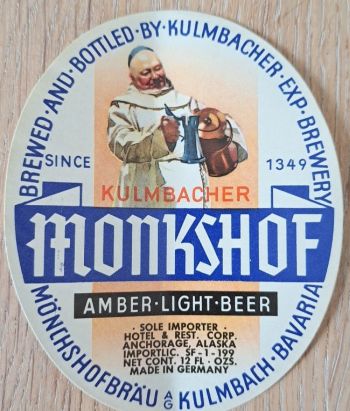 BREWED·AND·BOTTLED·BY·KULMBACHER·EXP·BREWERY
SINCE 1349
KULMBACHER
MONKSHOF
AMBER·LIGHT·BEER
· SOLE IMPORTER ·
HOTEL & REST. CORP.
ANCHORAGE, ALASKA
IMPORTLIC. SF-1-199
NET CONT. 12 FL · OZS.
MADE IN GERMANY
MÖNCHSHOFBRÄU AG KULMBACH·BAVARIA